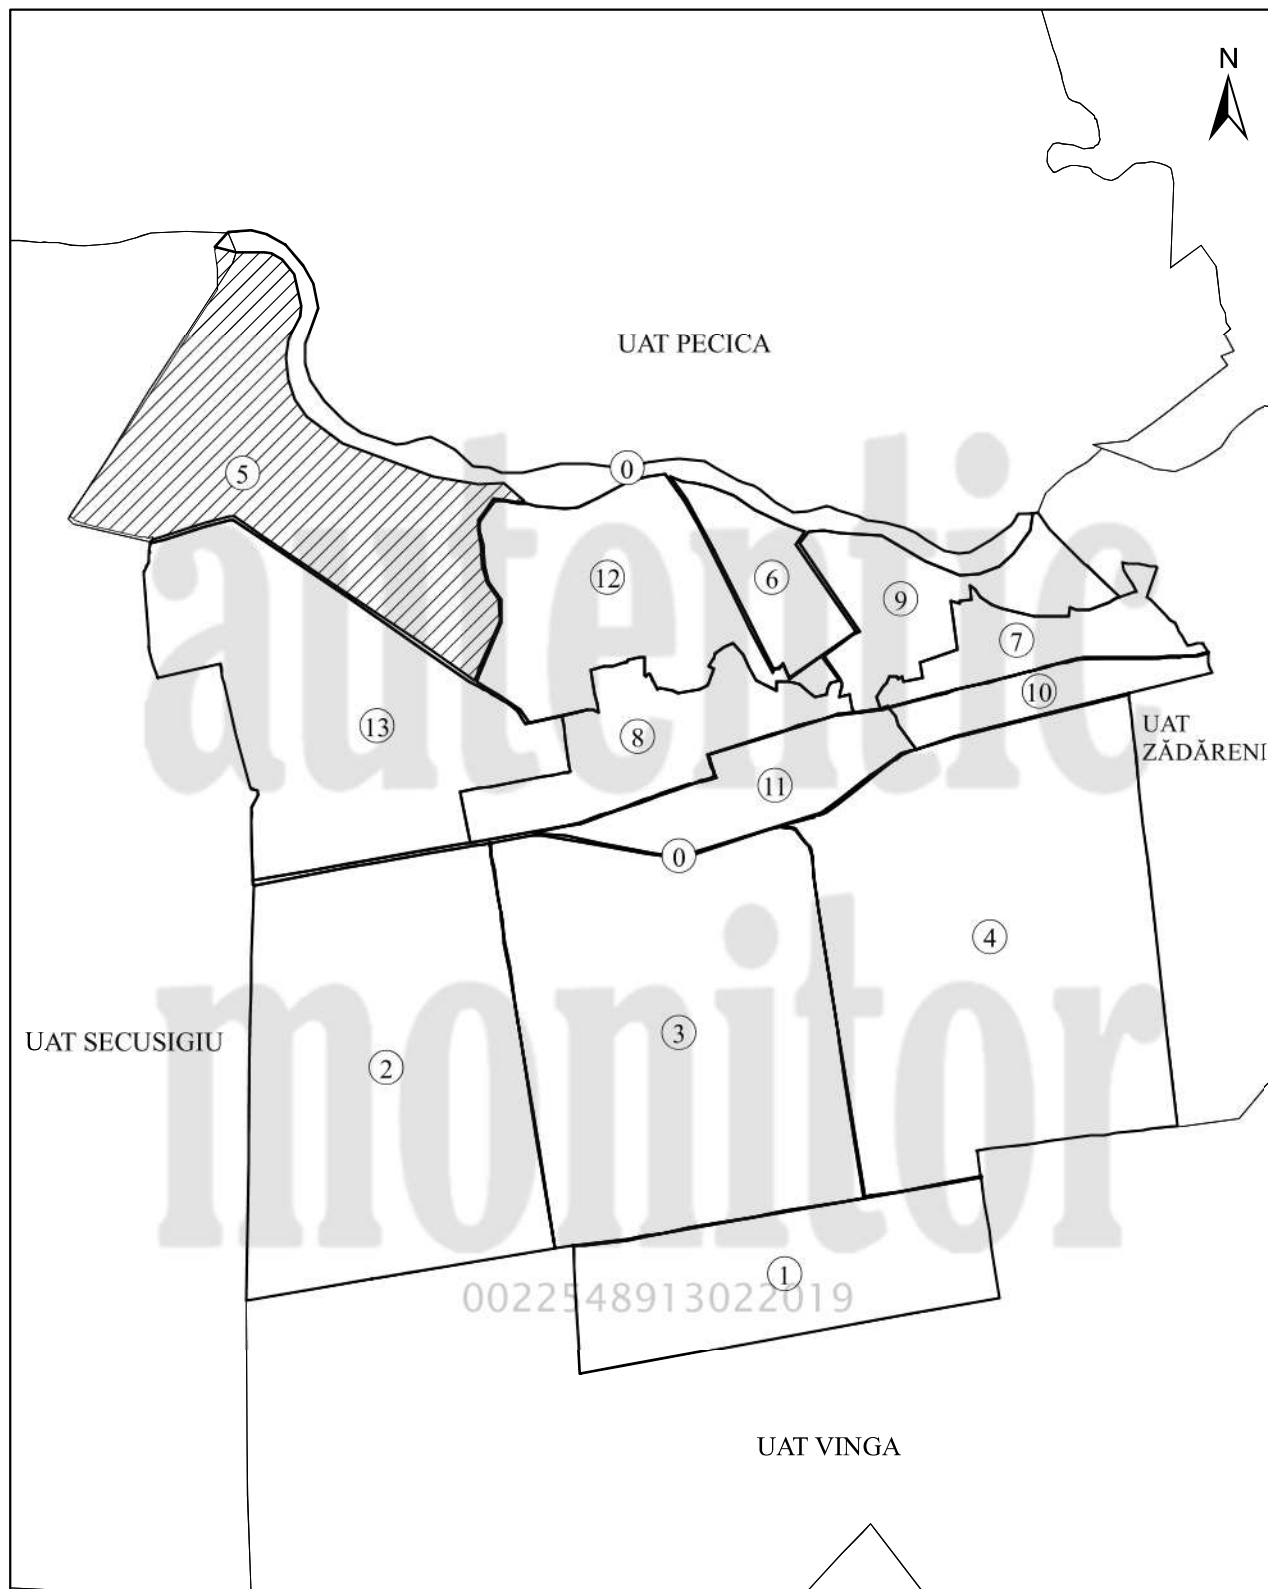 N
UAT PECICA
0
5
12
6
9
7
10
13
8
UAT
ZĂDĂRENI
11
0
4
3
UAT SECUSIGIU
2
1
autentic
monitor
0022548913022019
UAT VINGA